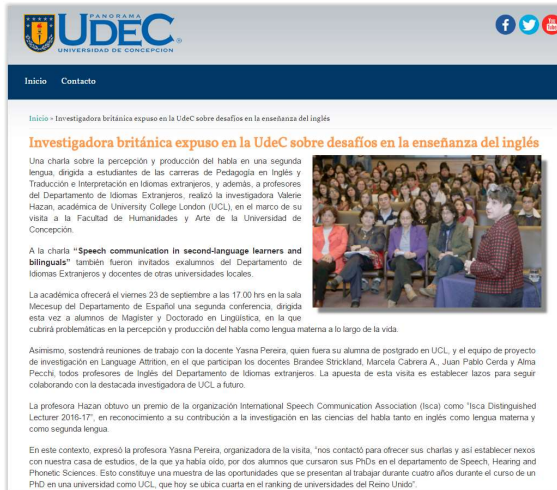 PANORAMA
UDEC
UNIVERSIDAD DE CONCEPCION
f
You
Tube
Inicio Contacto
Inicio » Investigadora británica expuso en la UdeC sobre desafíos en la enseñanza del inglés
Investigadora británica expuso en la UdeC sobre desafíos en la enseñanza del inglés
Una charla sobre la percepción y producción del habla en una segunda
lengua, dirigida a estudiantes de las carreras de Pedagogía en Inglés y
Traducción e Interpretación en Idiomas extranjeros, y además, a profesores
del Departamento de Idiomas Extranjeros, realizó la investigadora Valerie
Hazan, académica de University College London (UCL), en el marco de su
visita a la Facultad de Humanidades y Arte de la Universidad de
Concepción.
A la charla “Speech communication in second-language learners and
bilinguals” también fueron invitados exalumnos del Departamento de
Idiomas Extranjeros y docentes de otras universidades locales.
La académica ofrecerá el viernes 23 de septiembre a las 17.00 hrs en la sala
Mecesup del Departamento de Español una segunda conferencia, dirigida
esta vez a alumnos de Magíster y Doctorado en Lingüística, en la que
cubrirá problemáticas en la percepción y producción del habla como lengua materna a lo largo de la vida.
Asimismo, sostendrá reuniones de trabajo con la docente Yasna Pereira, quien fuera su alumna de postgrado en UCL, y el equipo de proyecto
de investigación en Language Attrition, en el que participan los docentes Brandee Strickland, Marcela Cabrera A., Juan Pablo Cerda y Alma
Pecchi, todos profesores de Inglés del Departamento de Idiomas extranjeros. La apuesta de esta visita es establecer lazos para seguir
colaborando con la destacada investigadora de UCL a futuro.
La profesora Hazan obtuvo un premio de la organización International Speech Communication Association (Isca) como “Isca Distinguished
Lecturer 2016-17”, en reconocimiento a su contribución a la investigación en las ciencias del habla tanto en inglés como lengua materna y
como segunda lengua.
En este contexto, expresó la profesora Yasna Pereira, organizadora de la visita, “nos contactó para ofrecer sus charlas y así establecer nexos
con nuestra casa de estudios, de la que ya había oído, por dos alumnos que cursaron sus PhDs en el departamento de Speech, Hearing and
Phonetic Sciences. Esto constituye una muestra de las oportunidades que se presentan al trabajar durante cuatro años durante el curso de un
PhD en una universidad como UCL, que hoy se ubica cuarta en el ranking de universidades del Reino Unido”.